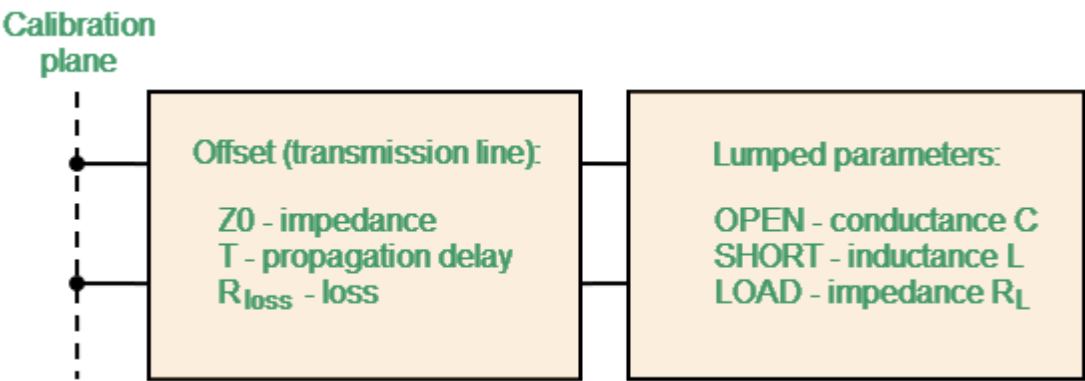 Calibration
plane
Offset (transmission line):
Z0 - impedance
T - propagation delay
Rloss - loss
Lumped parameters:
OPEN - conductance C
SHORT - inductance L
LOAD - impedance RL